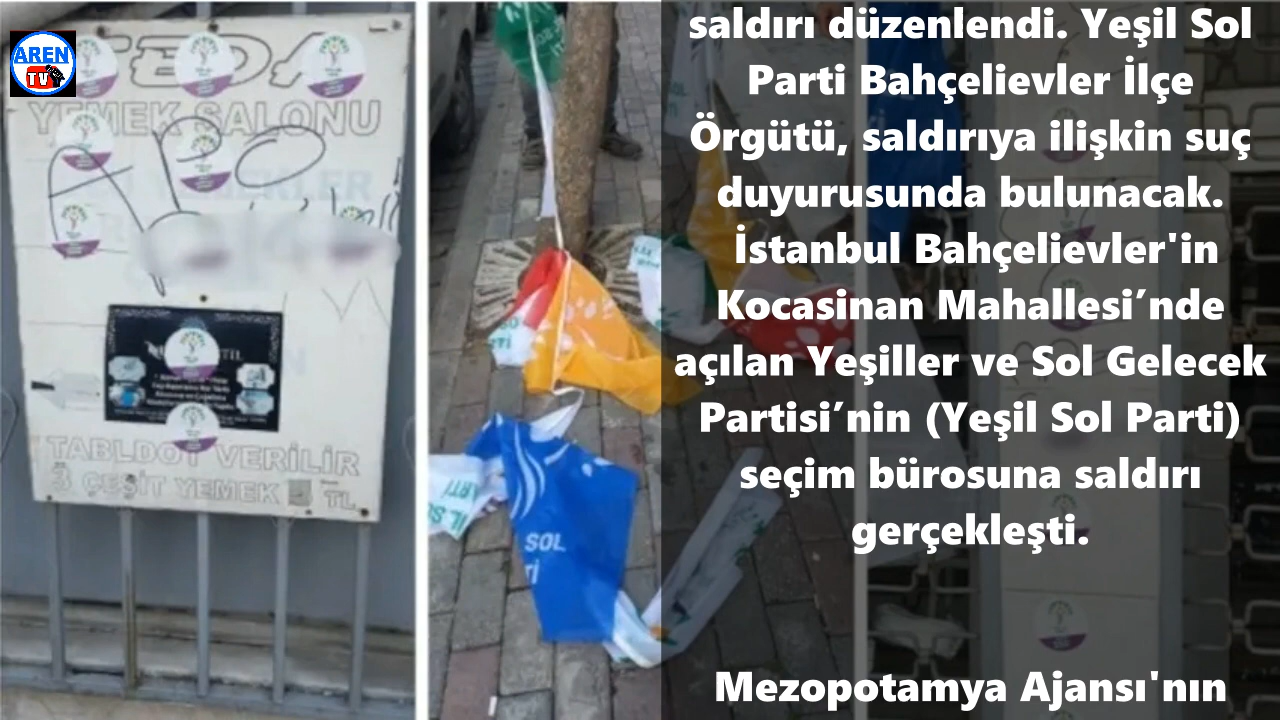 AREN
TV
SEDA
YEMEK SALONU
APO
TABLDOT VERİLİR
3 ÇEŞİT YEMEK TL
SOL
saldırı düzenlendi. Yeşil Sol
Parti Bahçelievler İlçe
Örgütü, saldırıya ilişkin suç
duyurusunda bulunacak.
İstanbul Bahçelievler'in
Kocasinan Mahallesi’nde
açılan Yeşiller ve Sol Gelecek
Partisi’nin (Yeşil Sol Parti)
seçim bürosuna saldırı
gerçekleşti.
Mezopotamya Ajansı'nın